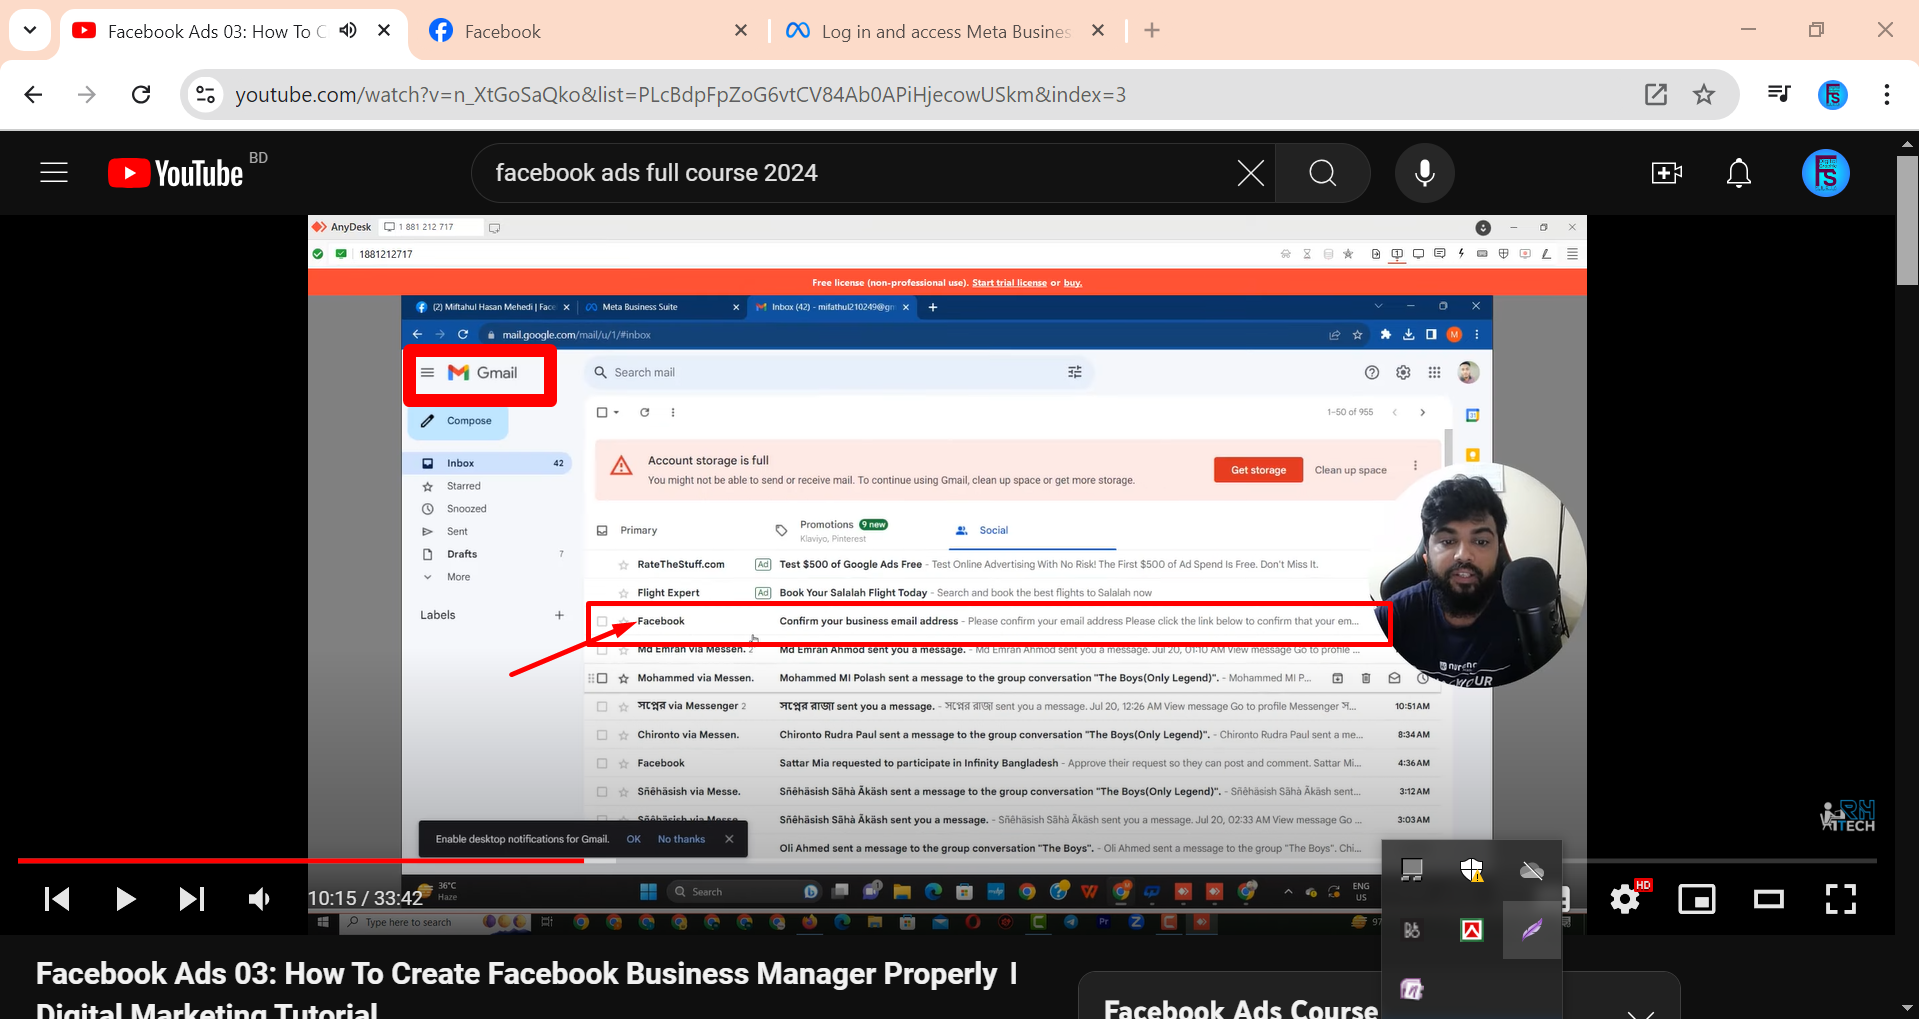 Facebook Ads 03: How To C
Facebook
Log in and access Meta Busines
youtube.com/watch?v=n_XtGoSaQko&list=PLcBdpFpZoG6vtCV84Ab0APiHjecowUSkm&index=3
YouTube BD
facebook ads full course 2024
AnyDesk
1 881 212 717
1881212717
Free license (non-professional use). Start trial license or buy.
(2) Miftahul Hasan Mehedi | Face
Meta Business Suite
Inbox (42) - mifathul210249@gm
mail.google.com/mail/u/1/#inbox
M
Gmail
Search mail
Compose
1–50 of 955
Inbox 42
Starred
Snoozed
Sent
Drafts 7
More
Labels
Account storage is full
You might not be able to send or receive mail. To continue using Gmail, clean up space or get more storage.
Get storage
Clean up space
Primary
Promotions 9 new
Klaviyo, Pinterest
Social
RateTheStuff.com Ad Test $500 of Google Ads Free - Test Online Advertising With No Risk! The First $500 of Ad Spend Is Free. Don't Miss It.
Flight Expert Ad Book Your Salalah Flight Today - Search and book the best flights to Salalah now
Facebook Confirm your business email address - Please confirm your email address Please click the link below to confirm that your em...
Md Emran via Messen. 2 Md Emran Ahmod sent you a message. - Md Emran Ahmod sent you a message. Jul 20, 01:10 AM View message Go to profile ...
Mohammed via Messen. Mohammed MI Polash sent a message to the group conversation "The Boys(Only Legend)". - Mohammed MI P...
সপ্নের via Messenger 2 সপ্নের রাজা sent you a message. - সপ্নের রাজা sent you a message. Jul 20, 12:26 AM View message Go to profile Messenger স... 10:51 AM
Chironto via Messen. Chironto Rudra Paul sent a message to the group conversation "The Boys(Only Legend)". - Chironto Rudra Paul sent a me... 8:34 AM
Facebook Sattar Mia requested to participate in Infinity Bangladesh - Approve their request so they can post and comment. Sattar Mi... 4:36 AM
Sñêhäsish via Messe. Sñêhäsish Sähà Äkäsh sent a message to the group conversation "The Boys(Only Legend)". - Sñêhäsish Sähà Äkäsh sent... 3:12 AM
Sñêhäsish via Messe. Sñêhäsish Sähà Äkäsh sent you a message. - Sñêhäsish Sähà Äkäsh sent you a message. Jul 20, 02:33 AM View message Go ... 3:03 AM
Oli Ahmed sent a message to the group conversation "The Boys". - Oli Ahmed sent a message to the group conversation "The Boys". Chi...
Enable desktop notifications for Gmail. OK No thanks
RH
TECH
36°C
Haze
Search
ENG
US
10:15 / 33:42
HD
Type here to search
Facebook Ads 03: How To Create Facebook Business Manager Properly |
Digital Marketing Tutorial
Facebook Ads Course